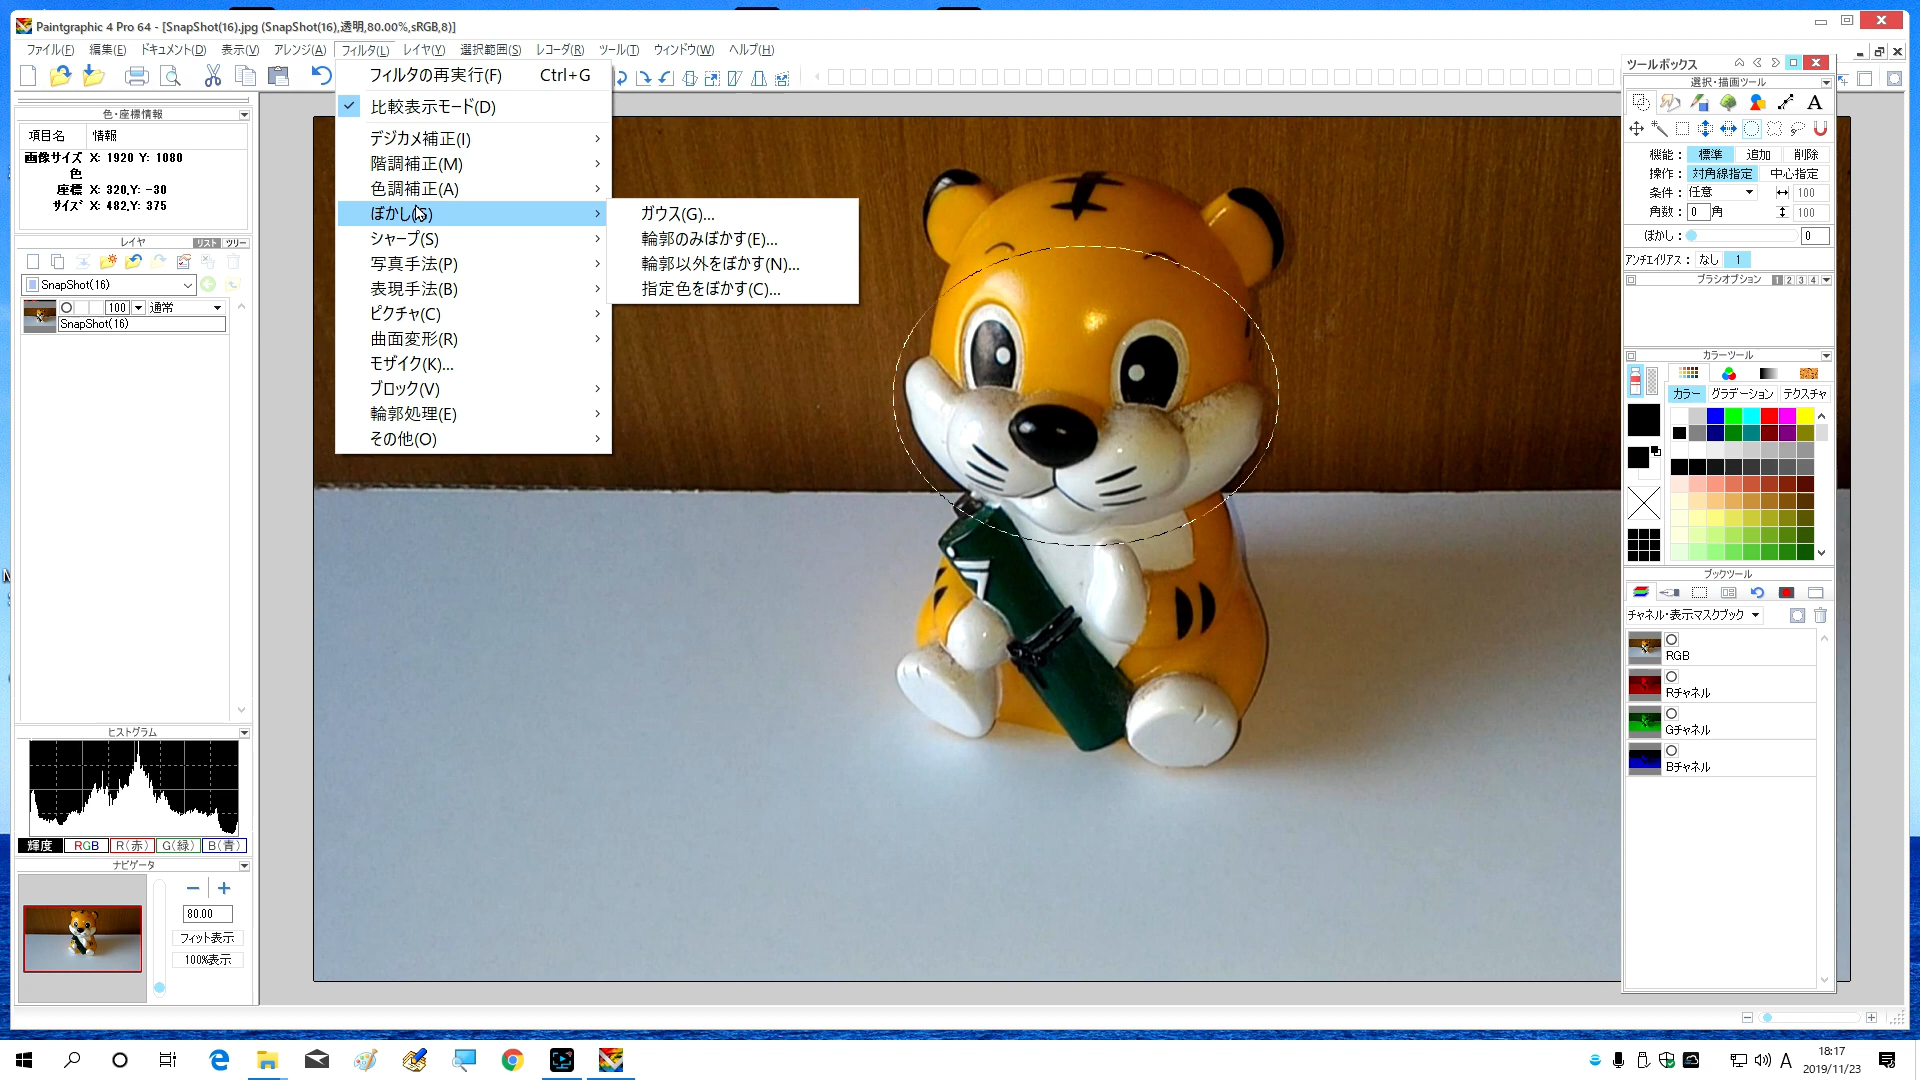 Paintgraphic 4 Pro 64 - [SnapShot(16).jpg (SnapShot(16),透明,80.00%,sRGB,8)]
ファイル(F) 編集(E) ドキュメント(D) 表示(V) アレンジ(A) フィルタ(L) レイヤ(Y) 選択範囲(S) レコーダ(R) ツール(T) ウィンドウ(W) ヘルプ(H)
フィルタの再実行(F) Ctrl+G
比較表示モード(D)
デジカメ補正(I)
階調補正(M)
色調補正(A)
シャープ(S)
写真手法(P)
表現手法(B)
ピクチャ(C)
曲面変形(R)
モザイク(K)...
ブロック(V)
輪郭処理(E)
その他(O)
ガウス(G)...
輪郭のみぼかす(E)...
輪郭以外をぼかす(N)...
指定色をぼかす(C)...
色・座標情報
項目名 情報
画像サイズ X: 1920 Y: 1080
色
座標 X: 320,Y: -30
サイズ X: 482,Y: 375
レイヤ リスト ツリー
SnapShot(16)
100 通常
SnapShot(16)
ヒストグラム
輝度 RGB R(赤) G(緑) B(青)
ナビゲータ
80.00
フィット表示
100%表示
ツールボックス
選択・描画ツール
A
機能： 標準 追加 削除
操作： 対角線指定 中心指定
条件： 任意 100
角数： 0 角 100
ぼかし： 0
アンチエイリアス： なし 1
ブラシオプション 1 2 3 4
カラーツール
カラー グラデーション テクスチャ
ブックツール
チャネル・表示マスクブック
RGB
Rチャネル
Gチャネル
Bチャネル
A
18:17
2019/11/23